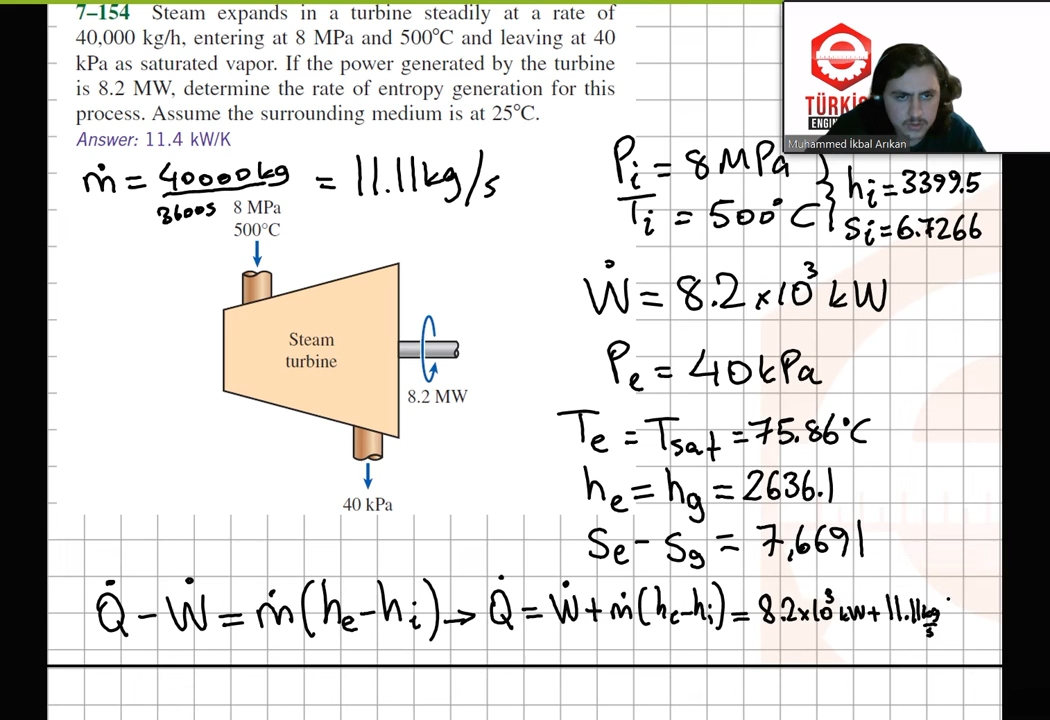 7–154 Steam expands in a turbine steadily at a rate of
40,000 kg/h, entering at 8 MPa and 500°C and leaving at 40
kPa as saturated vapor. If the power generated by the turbine
is 8.2 MW, determine the rate of entropy generation for this
process. Assume the surrounding medium is at 25°C.
Answer: 11.4 kW/K
TÜRKİ
ENGIN
Muhammed İkbal Arıkan
ṁ = 40000kg / 3600s = 11.11kg/s
Pi = 8 MPa } hi = 3399.5
Ti = 500°C } Si = 6.7266
8 MPa
500°C
Steam
turbine
8.2 MW
40 kPa
Ẇ = 8.2 × 10³ kW
Pe = 40 kPa
Te = Tsat = 75.86°C
he = hg = 2636.1
Se - Sg = 7,6691
Q̇ - Ẇ = ṁ(he - hi) → Q̇ = Ẇ + ṁ(he - hi) = 8.2×10³ kW + 11.11 kg/s ·